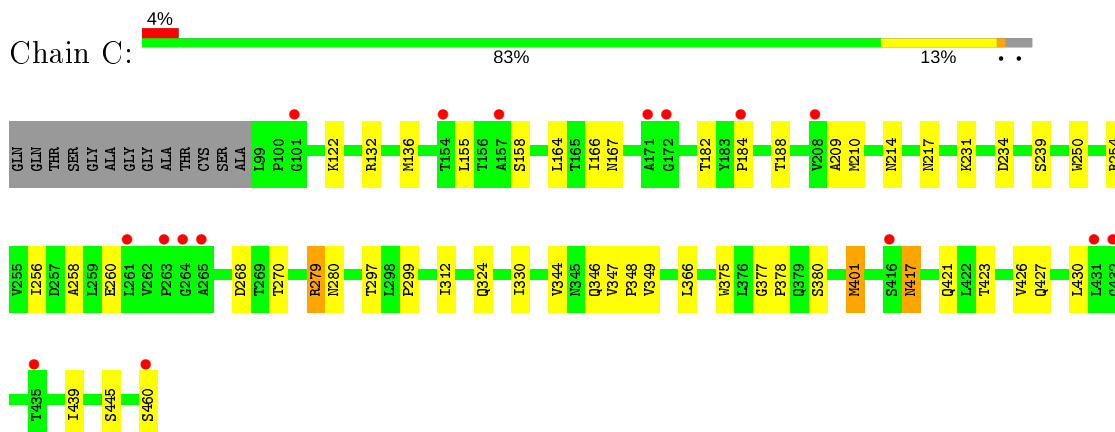 4%
Chain C:
83% 13% • •
GLN GLN THR SER GLY ALA GLY GLY ALA THR CYS SER ALA L99 P100 G101 K122 R132 M136 T154 L155 T156 A157 S158 L164 T165 I166 N167 A171 G172 T182 Y183 P184 T188 V208 A209 M210 N214 N217 K231 D234 S239 W250 R254
V255 I256 D257 A258 L259 E260 L261 V262 P263 G264 A265 D268 T269 T270 R279 N280 T297 L298 P299 I312 Q324 I330 V344 N345 Q346 V347 P348 V349 L366 W375 L376 G377 P378 Q379 S380 M401 S416 N417 Q421 L422 T423 V426 Q427 L430 L431 G432
T435 I439 S445 S460